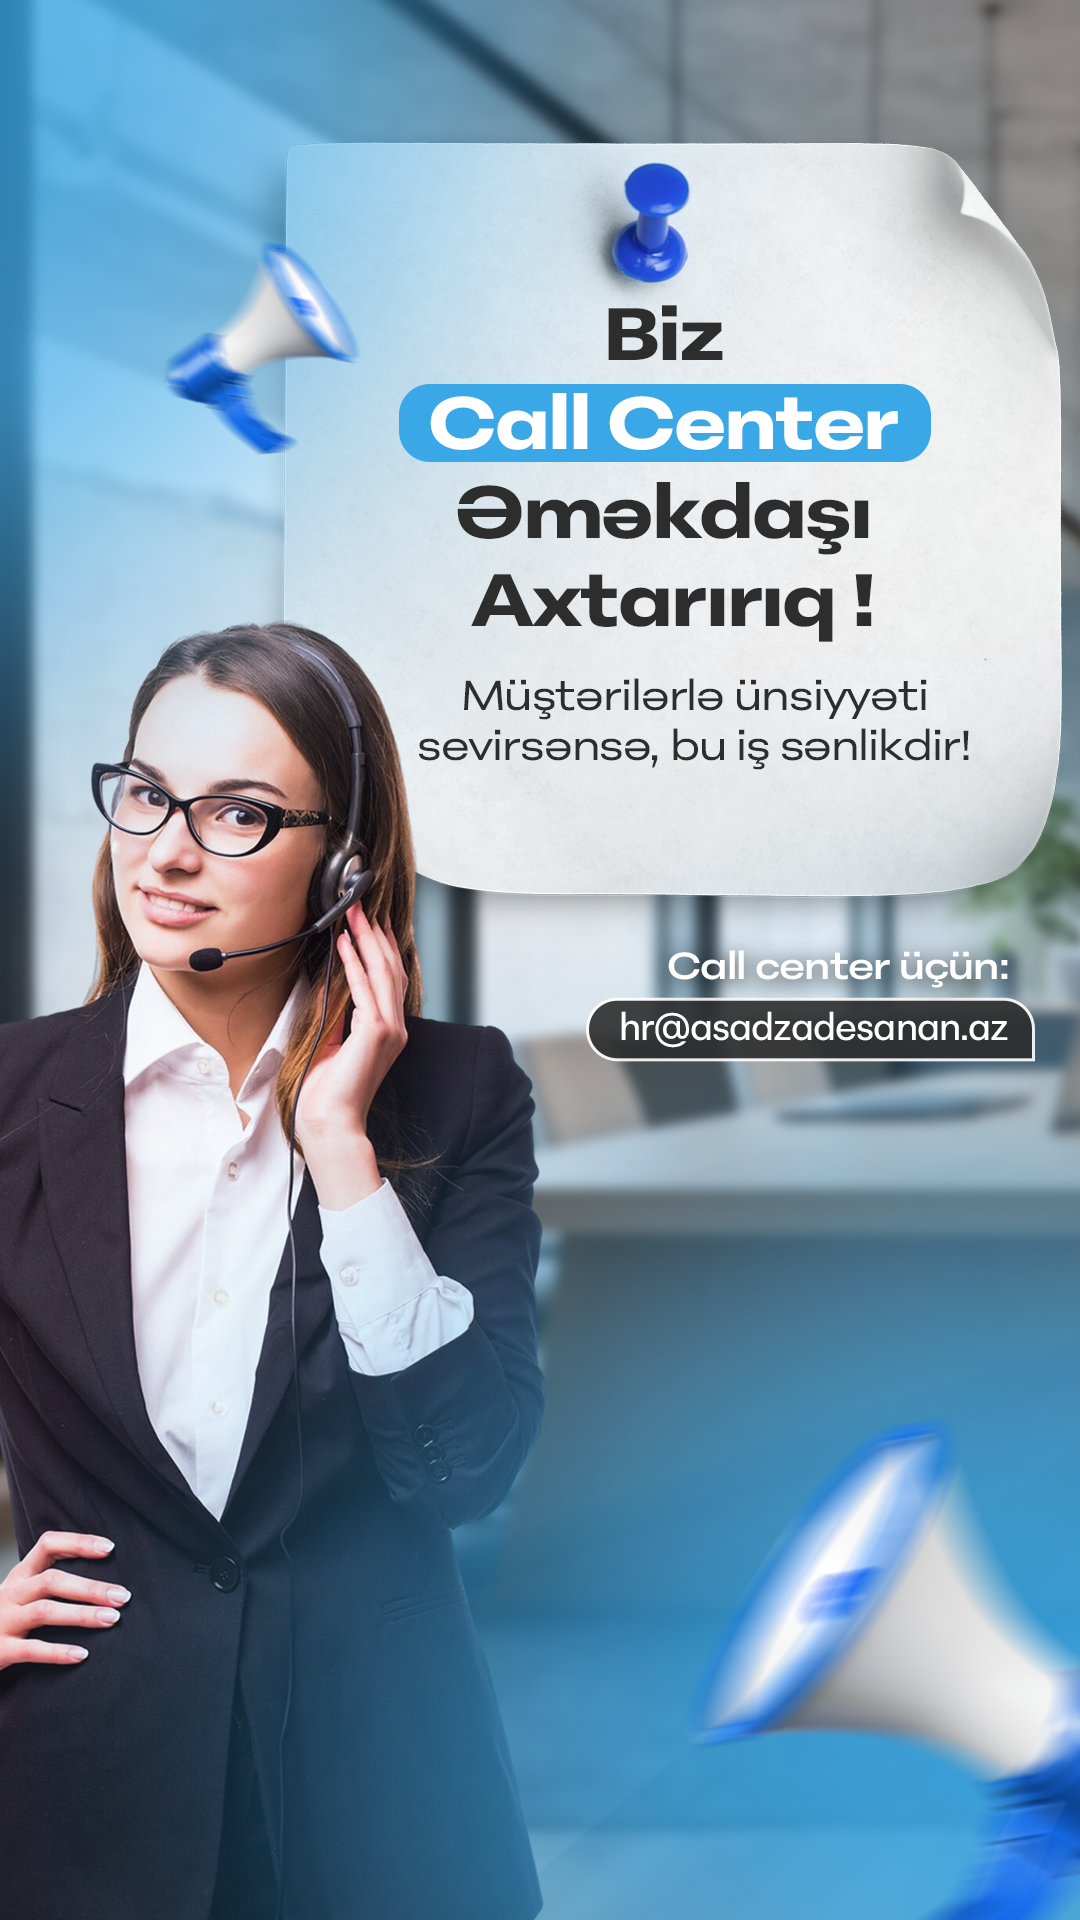 Biz
Call Center
Əməkdaşı
Axtarırıq !
Müştərilərlə ünsiyyəti
sevirsənsə, bu iş sənlikdir!
Call center üçün:
hr@asadzadesanan.az